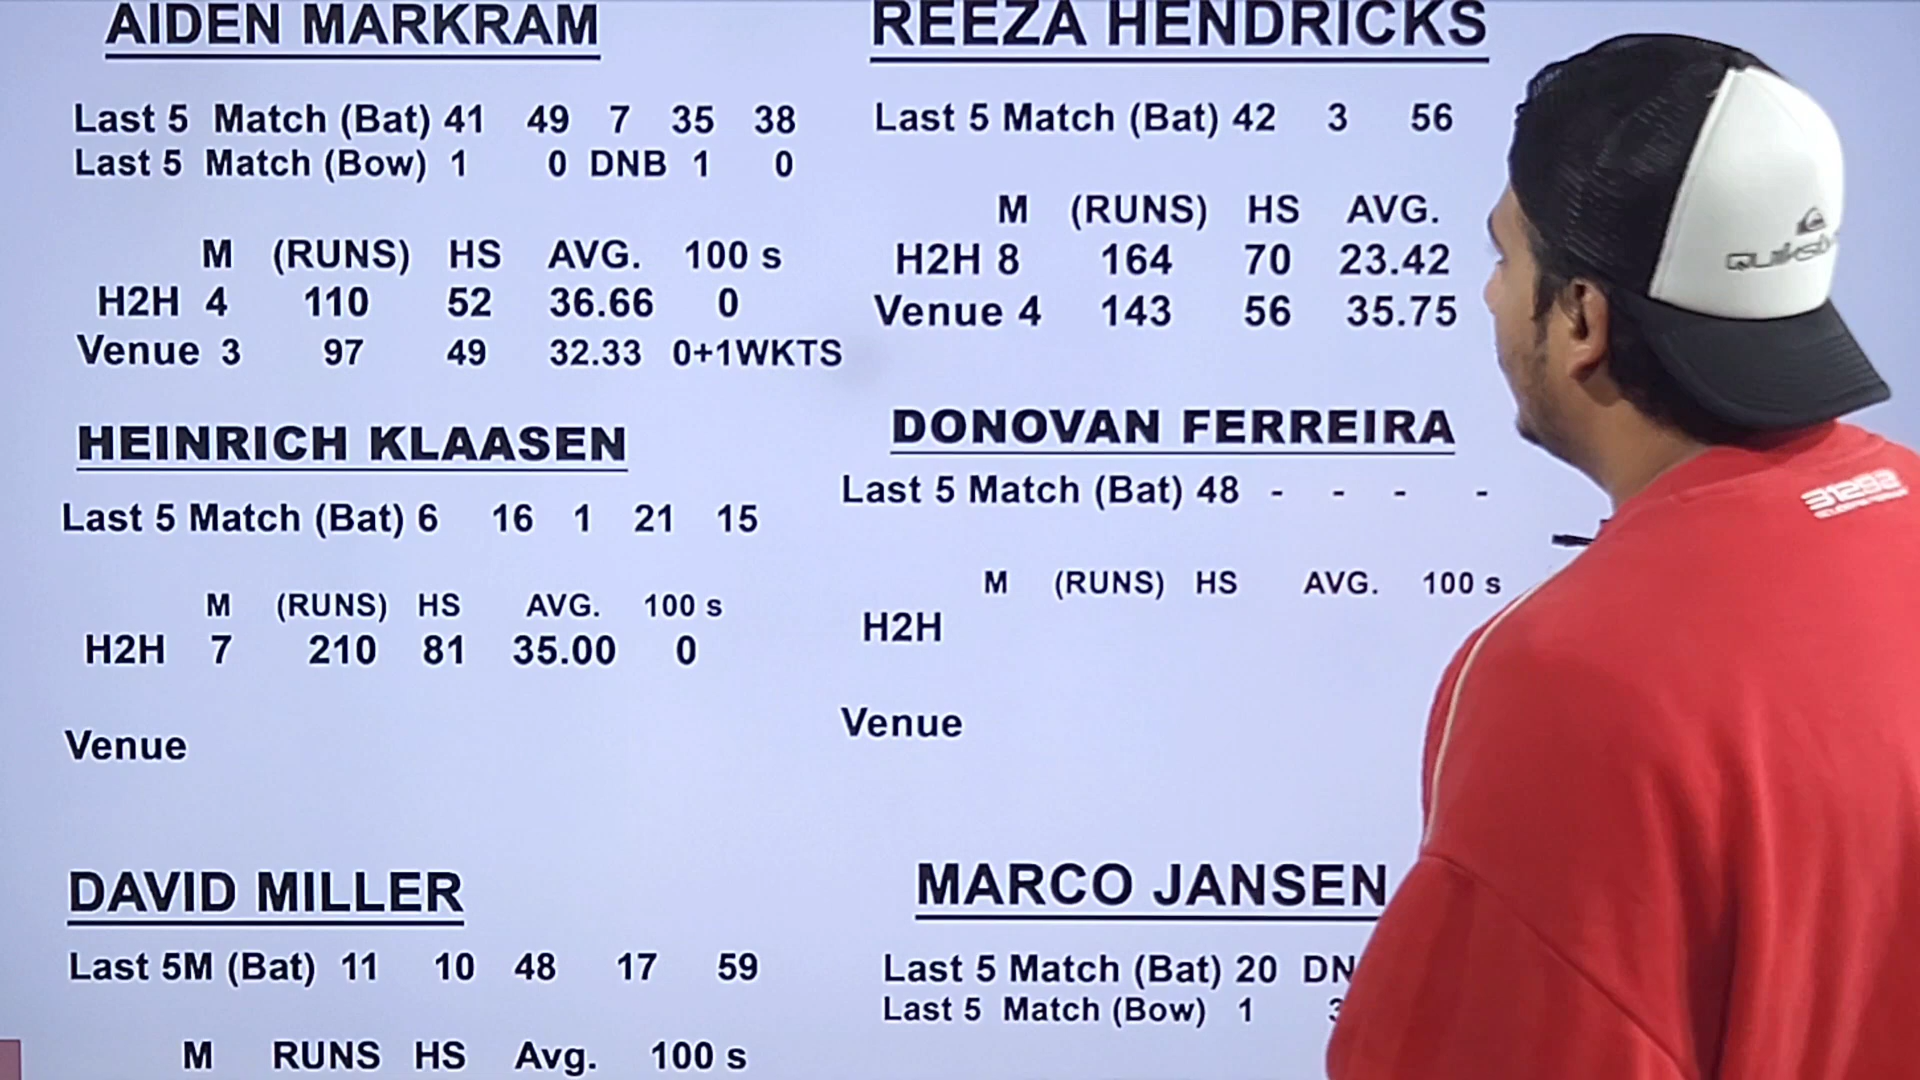 AIDEN MARKRAM
Last 5 Match (Bat) 41 49 7 35 38
Last 5 Match (Bow) 1 0 DNB 1 0
M (RUNS) HS AVG. 100 s
H2H 4 110 52 36.66 0
Venue 3 97 49 32.33 0+1WKTS
HEINRICH KLAASEN
Last 5 Match (Bat) 6 16 1 21 15
M (RUNS) HS AVG. 100 s
H2H 7 210 81 35.00 0
Venue
DAVID MILLER
Last 5M (Bat) 11 10 48 17 59
M RUNS HS Avg. 100 s
REEZA HENDRICKS
Last 5 Match (Bat) 42 3 56
M (RUNS) HS AVG.
H2H 8 164 70 23.42
Venue 4 143 56 35.75
DONOVAN FERREIRA
Last 5 Match (Bat) 48 - - - -
M (RUNS) HS AVG. 100 s
H2H
Venue
MARCO JANSEN
Last 5 Match (Bat) 20 DN
Last 5 Match (Bow) 1
31292